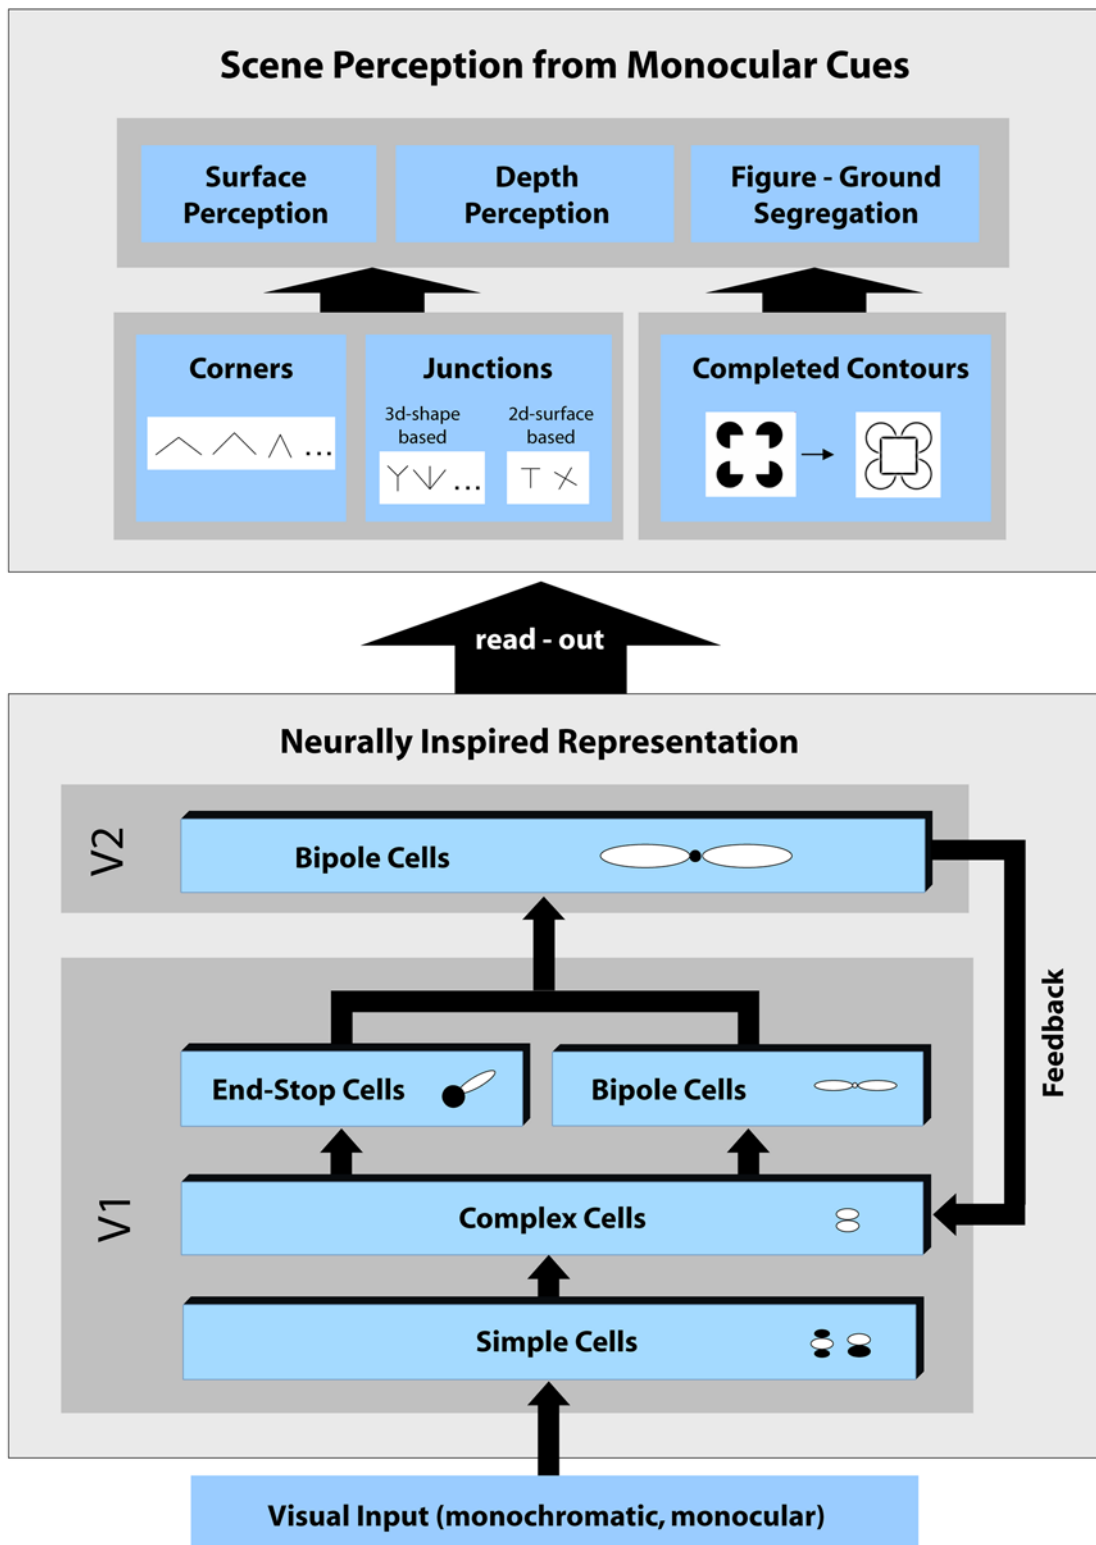 Scene Perception from Monocular Cues
Surface
Perception
Depth
Perception
Figure - Ground
Segregation
Corners
Junctions
3d-shape
based
2d-surface
based
Completed Contours
read - out
Neurally Inspired Representation
V2
Bipole Cells
Feedback
End-Stop Cells
Bipole Cells
V1
Complex Cells
Simple Cells
Visual Input (monochromatic, monocular)